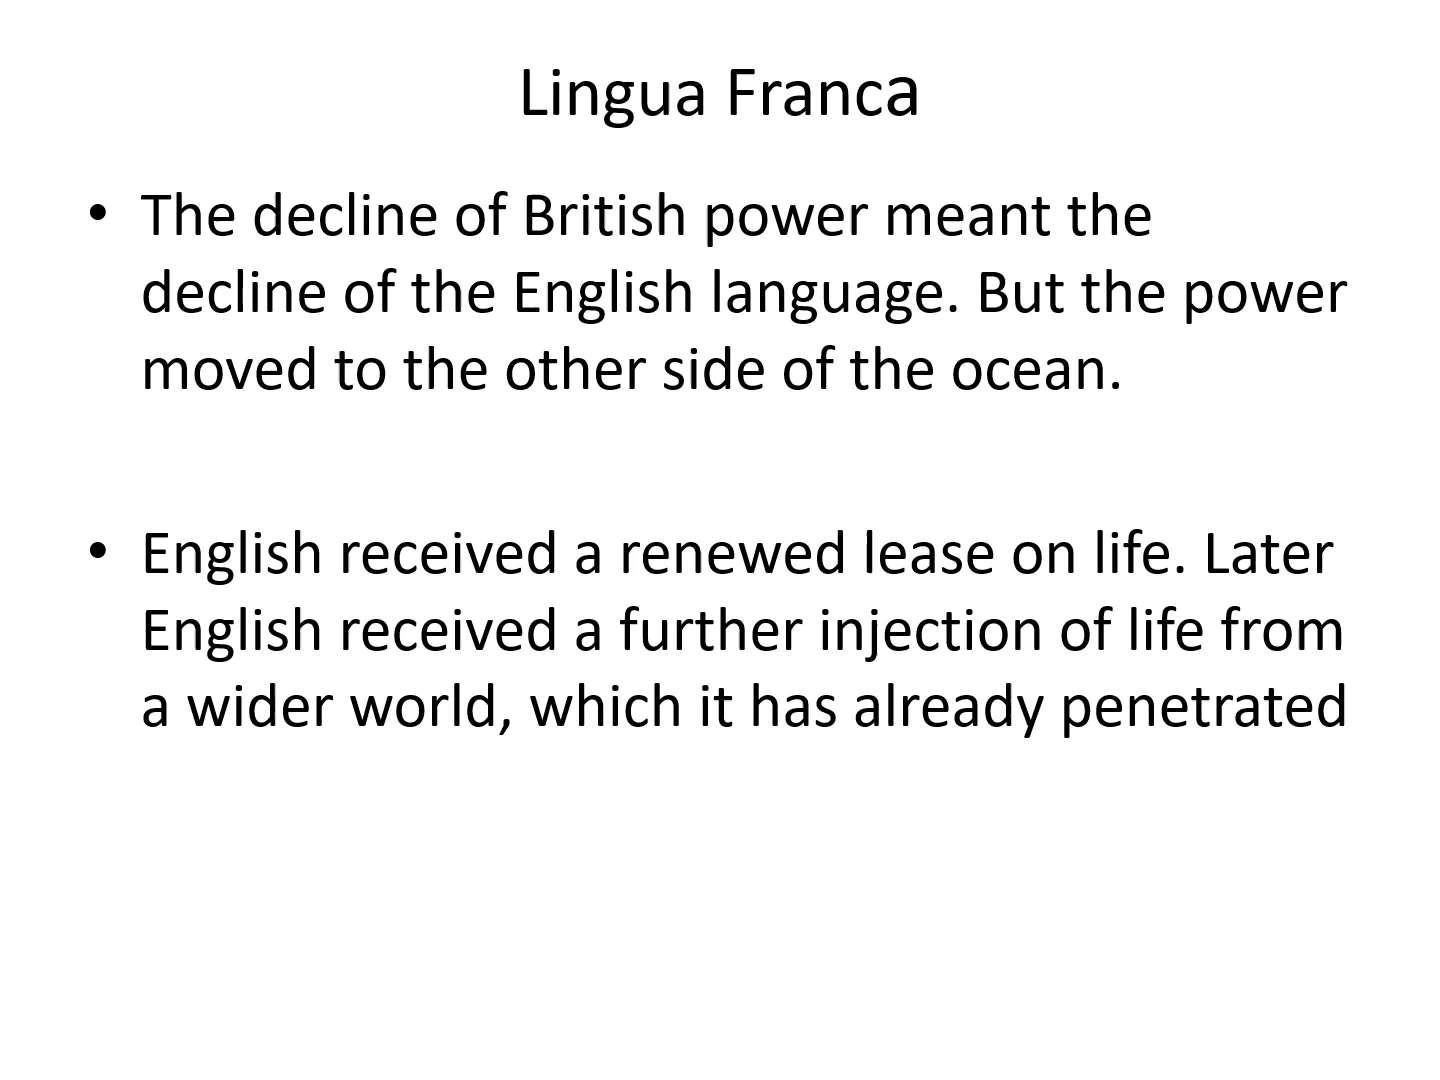 Lingua Franca
• The decline of British power meant the
decline of the English language. But the power
moved to the other side of the ocean.
• English received a renewed lease on life. Later
English received a further injection of life from
a wider world, which it has already penetrated